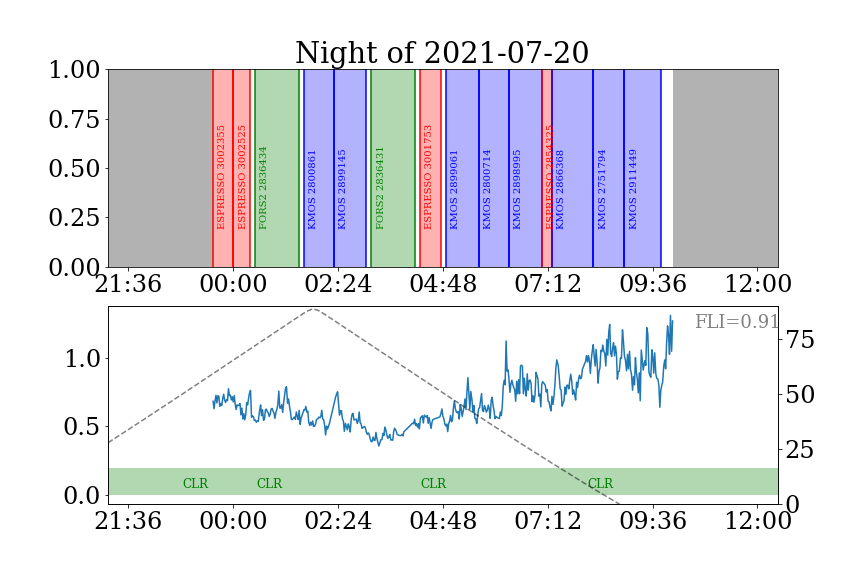 Night of 2021-07-20
1.00
0.75
0.50
0.25
0.00
ESPRESSO 3002355
ESPRESSO 3002525
FORS2 2836434
KMOS 2800861
KMOS 2899145
FORS2 2836431
ESPRESSO 3001753
KMOS 2899061
KMOS 2800714
KMOS 2898995
ESPRESSO 2854325
KMOS 2866368
KMOS 2751794
KMOS 2911449
21:36 00:00 02:24 04:48 07:12 09:36 12:00
FLI=0.91
1.0
0.5
0.0
75
50
25
0
CLR CLR CLR CLR
21:36 00:00 02:24 04:48 07:12 09:36 12:00